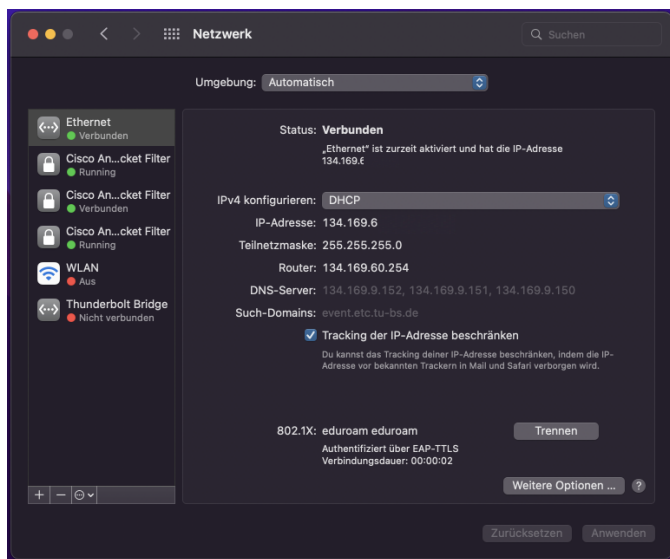 Netzwerk
Suchen
Umgebung: Automatisch
Ethernet
Verbunden
Cisco An...cket Filter
Running
Cisco An...cket Filter
Verbunden
Cisco An...cket Filter
Running
WLAN
Aus
Thunderbolt Bridge
Nicht verbunden
Status: Verbunden
„Ethernet“ ist zurzeit aktiviert und hat die IP-Adresse
134.169.6
IPv4 konfigurieren: DHCP
IP-Adresse: 134.169.6
Teilnetzmaske: 255.255.255.0
Router: 134.169.60.254
DNS-Server: 134.169.9.152, 134.169.9.151, 134.169.9.150
Such-Domains: event.etc.tu-bs.de
Tracking der IP-Adresse beschränken
Du kannst das Tracking deiner IP-Adresse beschränken, indem die IP-
Adresse vor bekannten Trackern in Mail und Safari verborgen wird.
802.1X: eduroam eduroam
Trennen
Authentifiziert über EAP-TTLS
Verbindungsdauer: 00:00:02
Weitere Optionen ...
?
Zurücksetzen
Anwenden